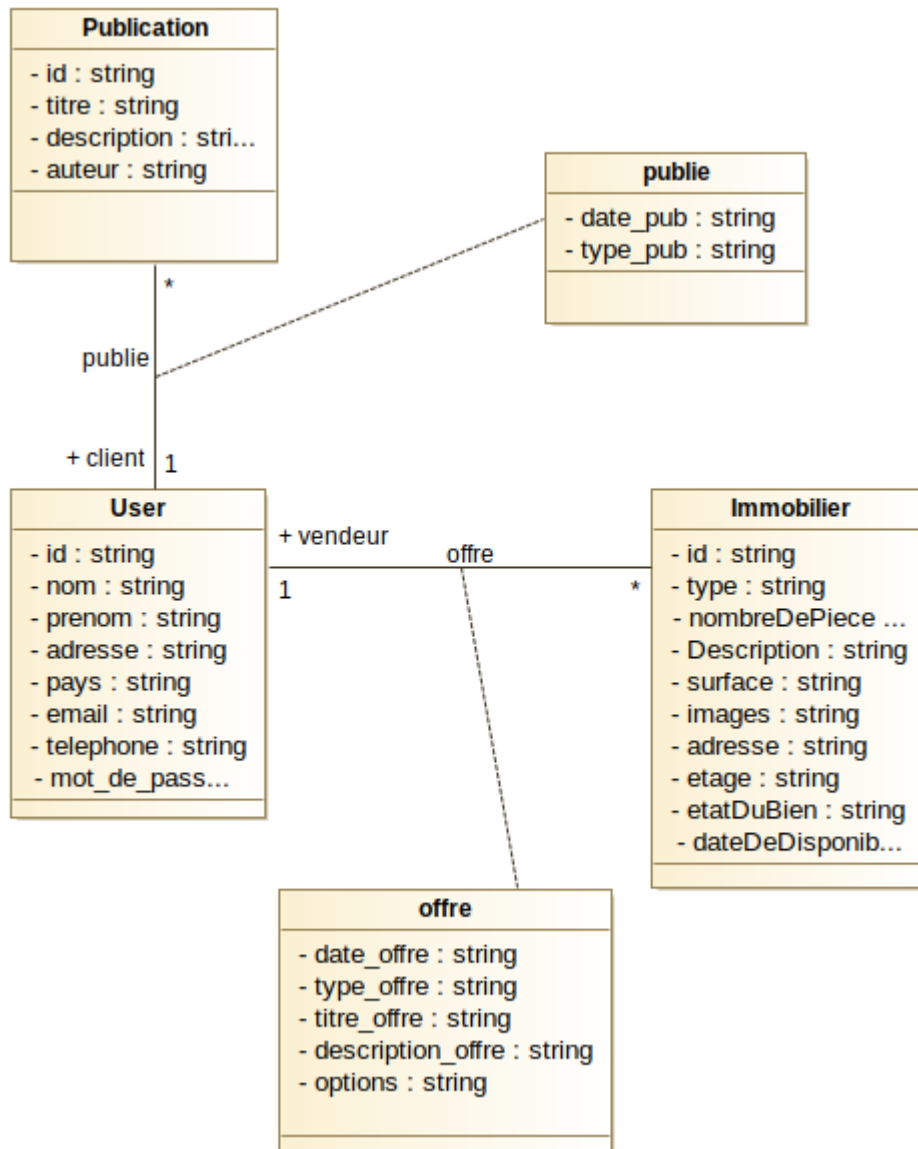 Publication
- id : string
- titre : string
- description : stri...
- auteur : string
publie
- date_pub : string
- type_pub : string
*
publie
+ client
1
User
- id : string
- nom : string
- prenom : string
- adresse : string
- pays : string
- email : string
- telephone : string
- mot_de_pass...
+ vendeur
offre
1
*
Immobilier
- id : string
- type : string
- nombreDePiece ...
- Description : string
- surface : string
- images : string
- adresse : string
- etage : string
- etatDuBien : string
- dateDeDisponib...
offre
- date_offre : string
- type_offre : string
- titre_offre : string
- description_offre : string
- options : string